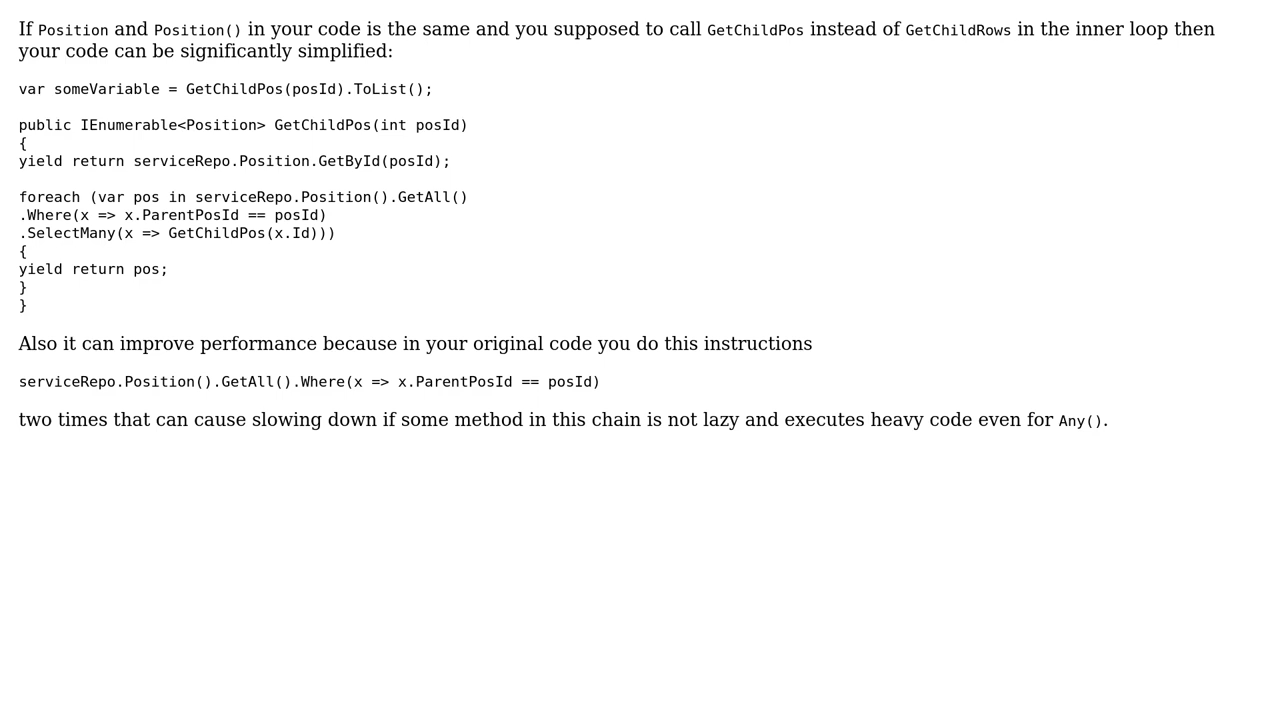 If Position and Position() in your code is the same and you supposed to call GetChildPos instead of GetChildRows in the inner loop then
your code can be significantly simplified:
var someVariable = GetChildPos(posId).ToList();
public IEnumerable<Position> GetChildPos(int posId)
{
yield return serviceRepo.Position.GetById(posId);
foreach (var pos in serviceRepo.Position().GetAll()
.Where(x => x.ParentPosId == posId)
.SelectMany(x => GetChildPos(x.Id)))
{
yield return pos;
}
}
Also it can improve performance because in your original code you do this instructions
serviceRepo.Position().GetAll().Where(x => x.ParentPosId == posId)
two times that can cause slowing down if some method in this chain is not lazy and executes heavy code even for Any().